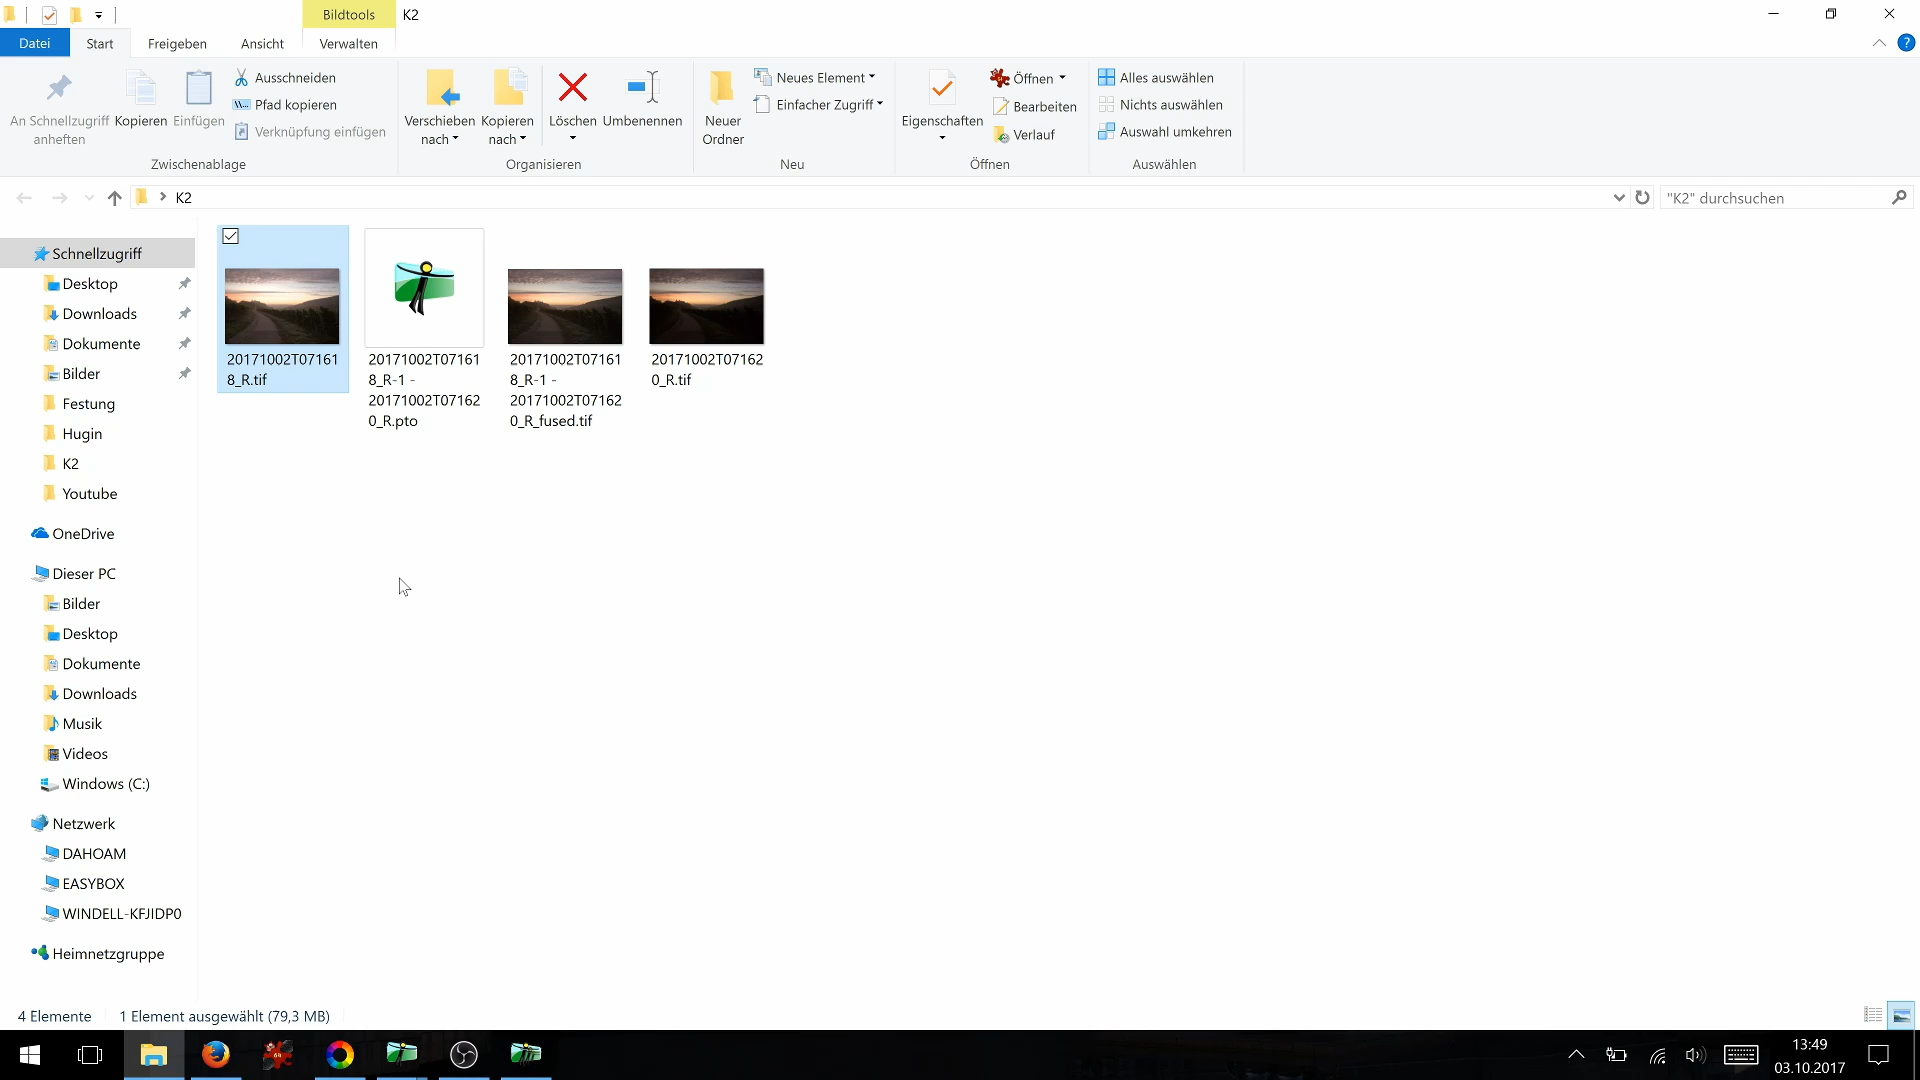 Bildtools K2
Datei Start Freigeben Ansicht Verwalten
An Schnellzugriff
anheften
Kopieren
Einfügen
Ausschneiden
Pfad kopieren
Verknüpfung einfügen
Zwischenablage
Verschieben
nach
Kopieren
nach
Löschen
Umbenennen
Organisieren
Neuer
Ordner
Neues Element
Einfacher Zugriff
Neu
Eigenschaften
Öffnen
Bearbeiten
Verlauf
Öffnen
Alles auswählen
Nichts auswählen
Auswahl umkehren
Auswählen
K2
"K2" durchsuchen
Schnellzugriff
Desktop
Downloads
Dokumente
Bilder
Festung
Hugin
K2
Youtube
OneDrive
Dieser PC
Bilder
Desktop
Dokumente
Downloads
Musik
Videos
Windows (C:)
Netzwerk
DAHOAM
EASYBOX
WINDELL-KFJIDP0
Heimnetzgruppe
20171002T07161
8_R.tif
20171002T07161
8_R-1 -
20171002T07162
0_R.pto
20171002T07161
8_R-1 -
20171002T07162
0_R_fused.tif
20171002T07162
0_R.tif
4 Elemente 1 Element ausgewählt (79,3 MB)
13:49
03.10.2017